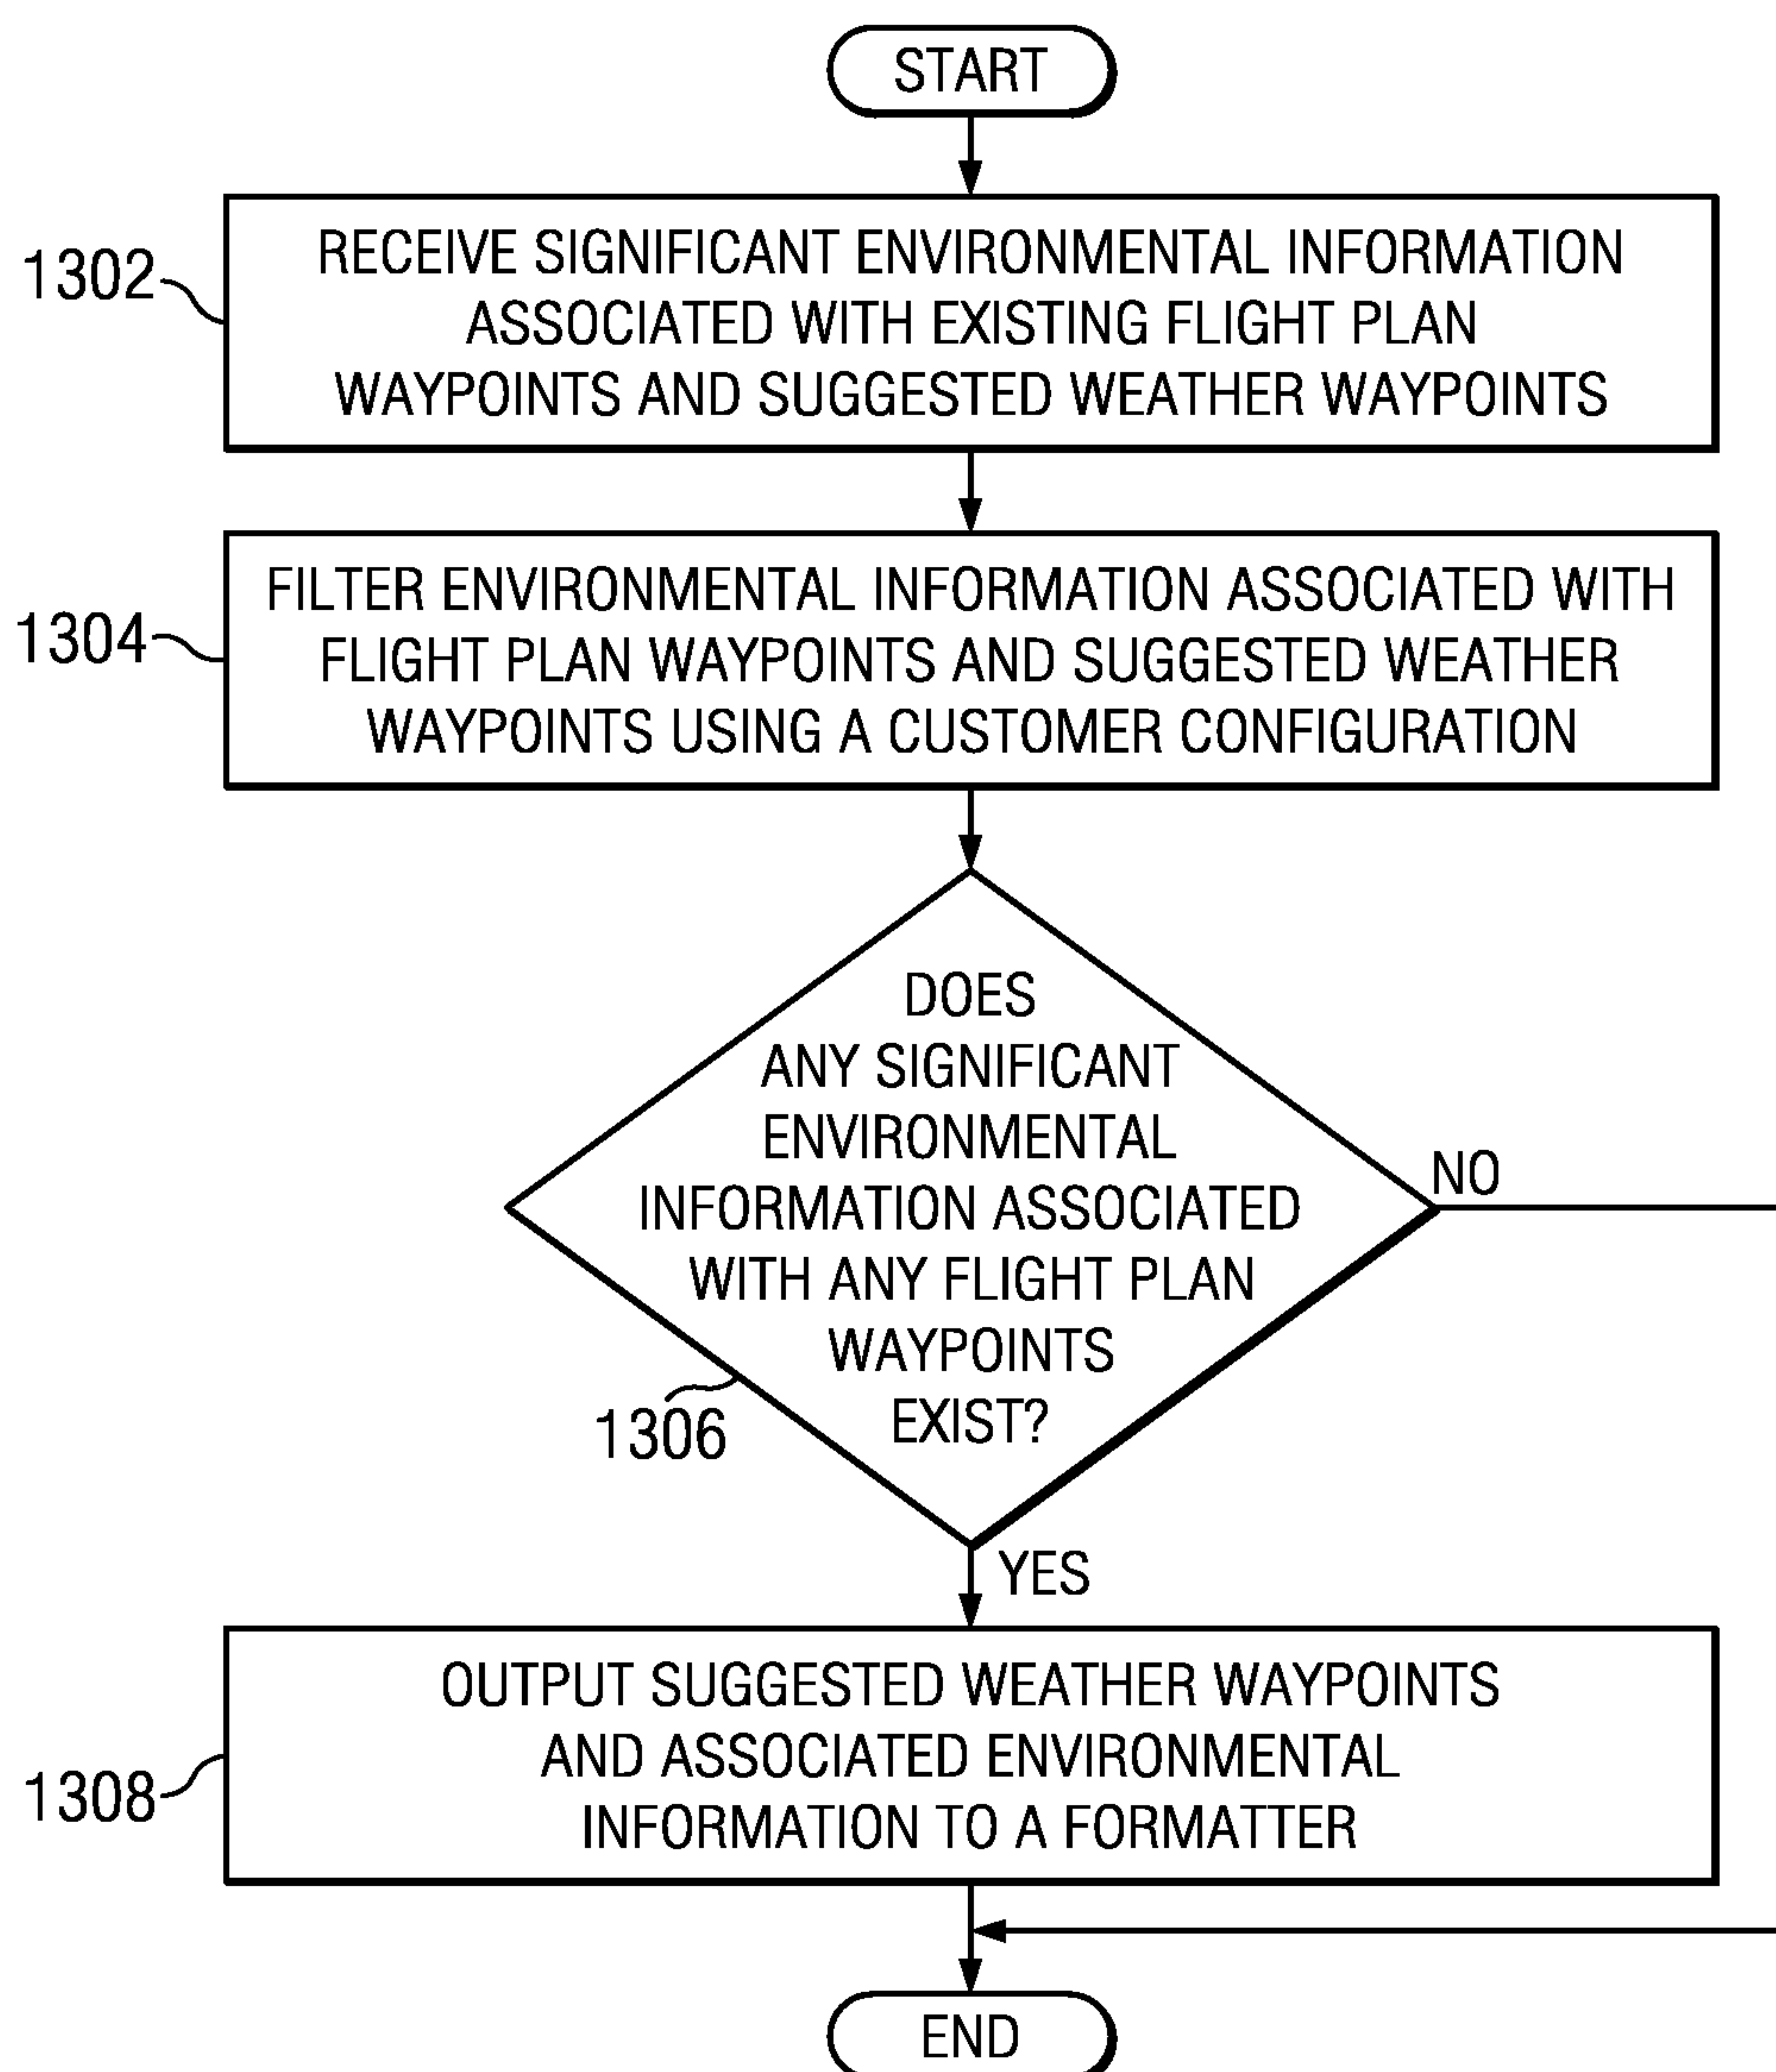 START
1302
RECEIVE SIGNIFICANT ENVIRONMENTAL INFORMATION
ASSOCIATED WITH EXISTING FLIGHT PLAN
WAYPOINTS AND SUGGESTED WEATHER WAYPOINTS
1304
FILTER ENVIRONMENTAL INFORMATION ASSOCIATED WITH
FLIGHT PLAN WAYPOINTS AND SUGGESTED WEATHER
WAYPOINTS USING A CUSTOMER CONFIGURATION
DOES
ANY SIGNIFICANT
ENVIRONMENTAL
INFORMATION ASSOCIATED
WITH ANY FLIGHT PLAN
WAYPOINTS
EXIST?
NO
1306
YES
1308
OUTPUT SUGGESTED WEATHER WAYPOINTS
AND ASSOCIATED ENVIRONMENTAL
INFORMATION TO A FORMATTER
END